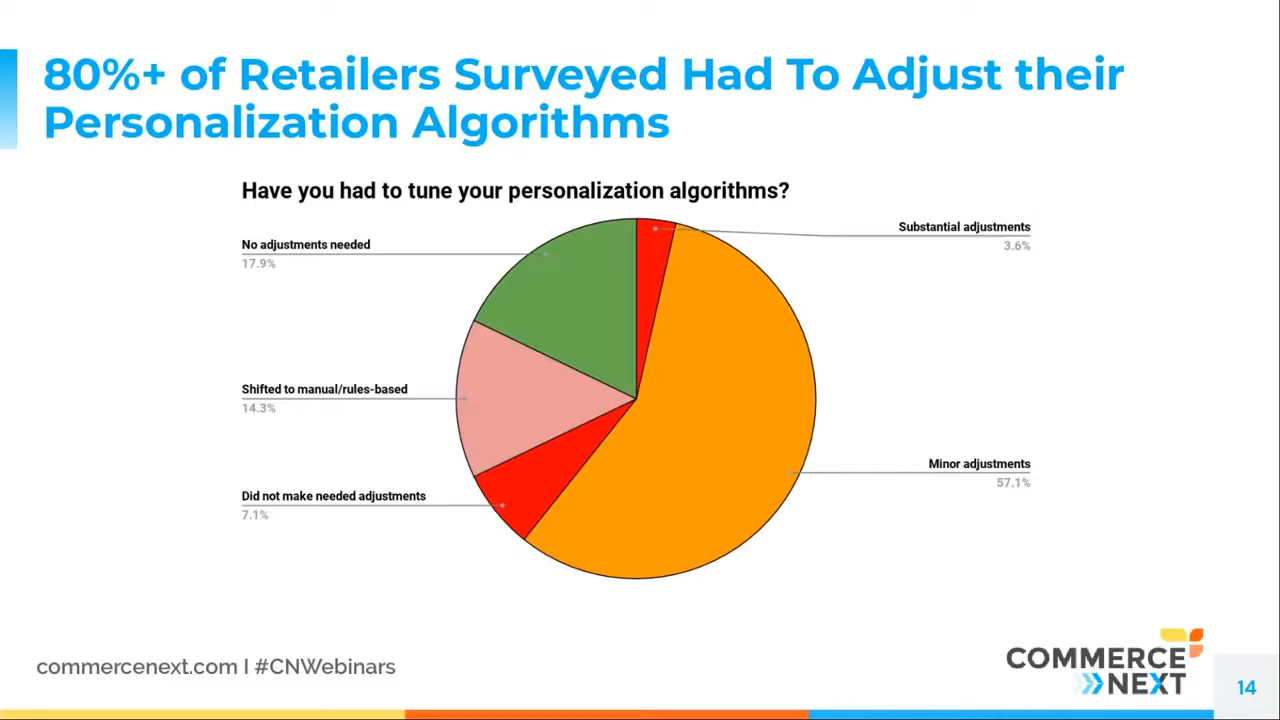 80%+ of Retailers Surveyed Had To Adjust their
Personalization Algorithms
Have you had to tune your personalization algorithms?
Substantial adjustments
3.6%
No adjustments needed
17.9%
Shifted to manual/rules-based
14.3%
Minor adjustments
57.1%
Did not make needed adjustments
7.1%
commercenext.com I #CNWebinars
COMMERCE
NEXT
14